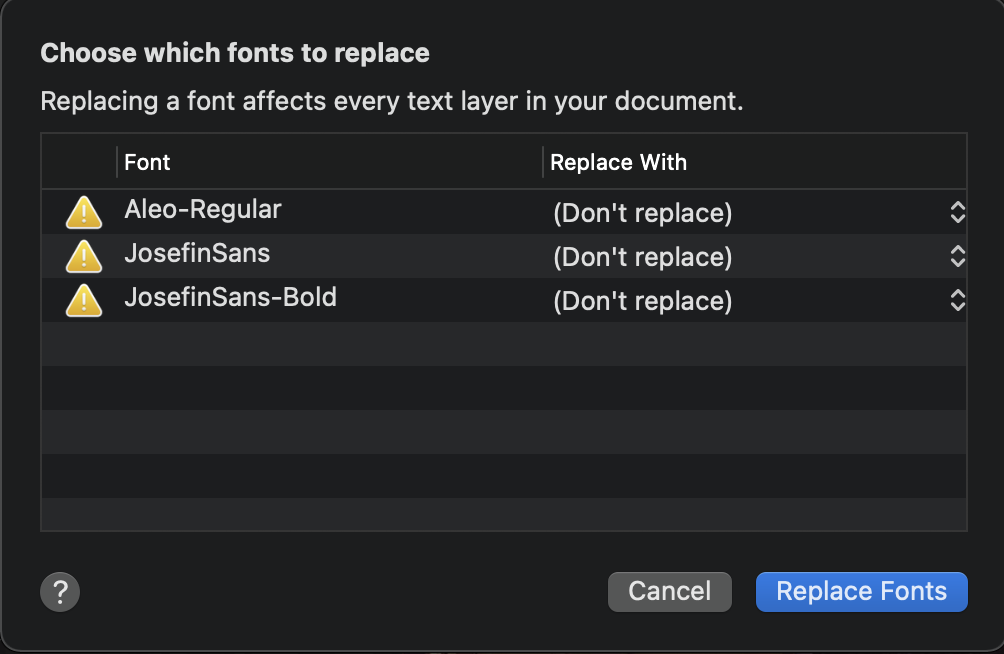 Choose which fonts to replace
Replacing a font affects every text layer in your document.
Font Replace With
Aleo-Regular (Don't replace)
JosefinSans (Don't replace)
JosefinSans-Bold (Don't replace)
? Cancel Replace Fonts